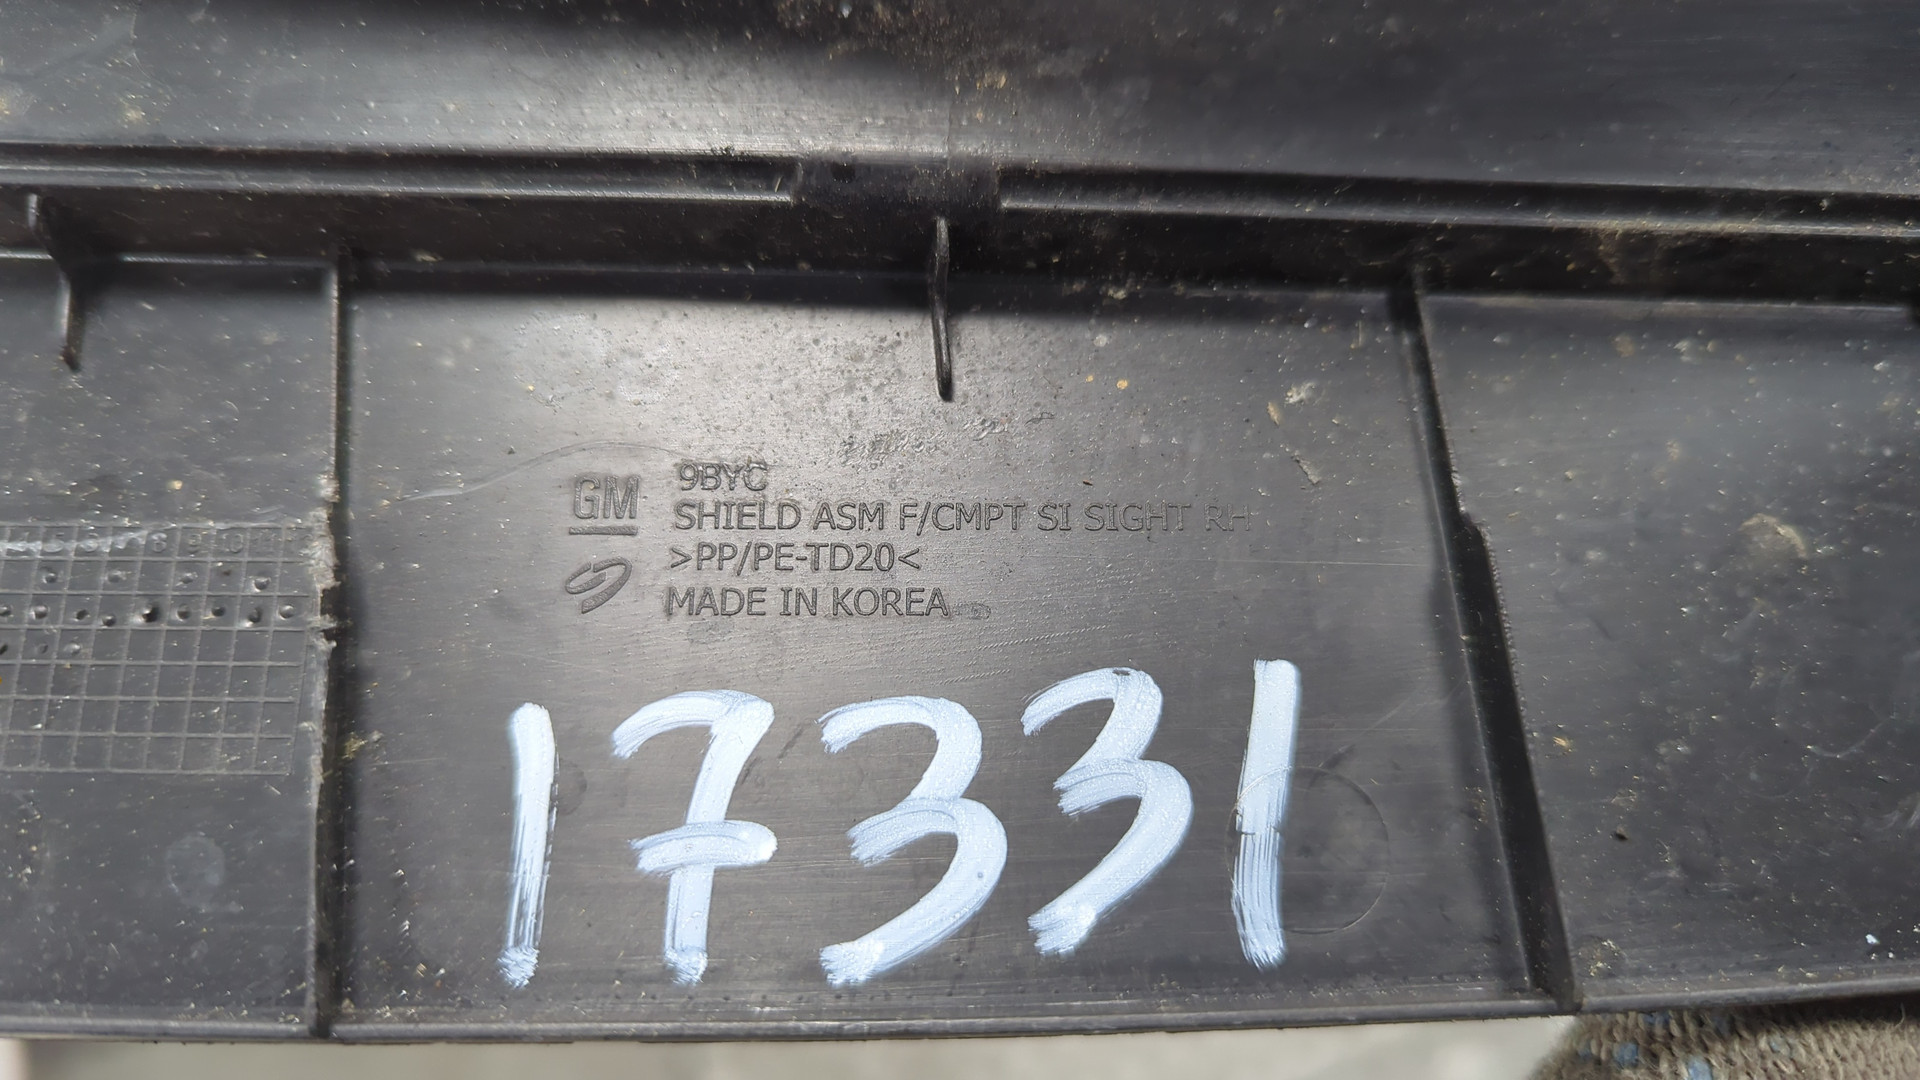 GM
9BYC
SHIELD ASM F/CMPT SI SIGHT RH
>PP/PE-TD20<
MADE IN KOREA
17331